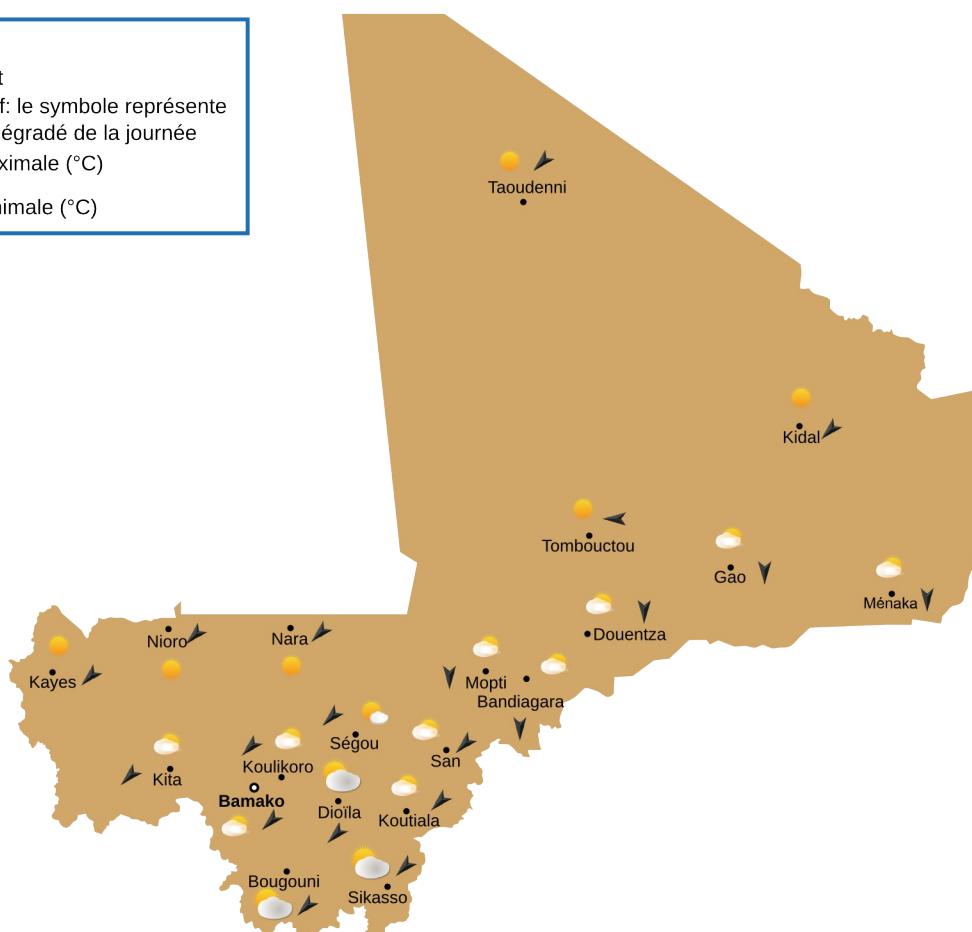 t
f: le symbole représente
égradé de la journée
ximale (°C)
nimale (°C)
Taoudenni
Kidal
Tombouctou
Gao
Ménaka
Douentza
Nioro
Nara
Kayes
Mopti
Bandiagara
Ségou
San
Koulikoro
Kita
Bamako
Dioïla
Koutiala
Bougouni
Sikasso